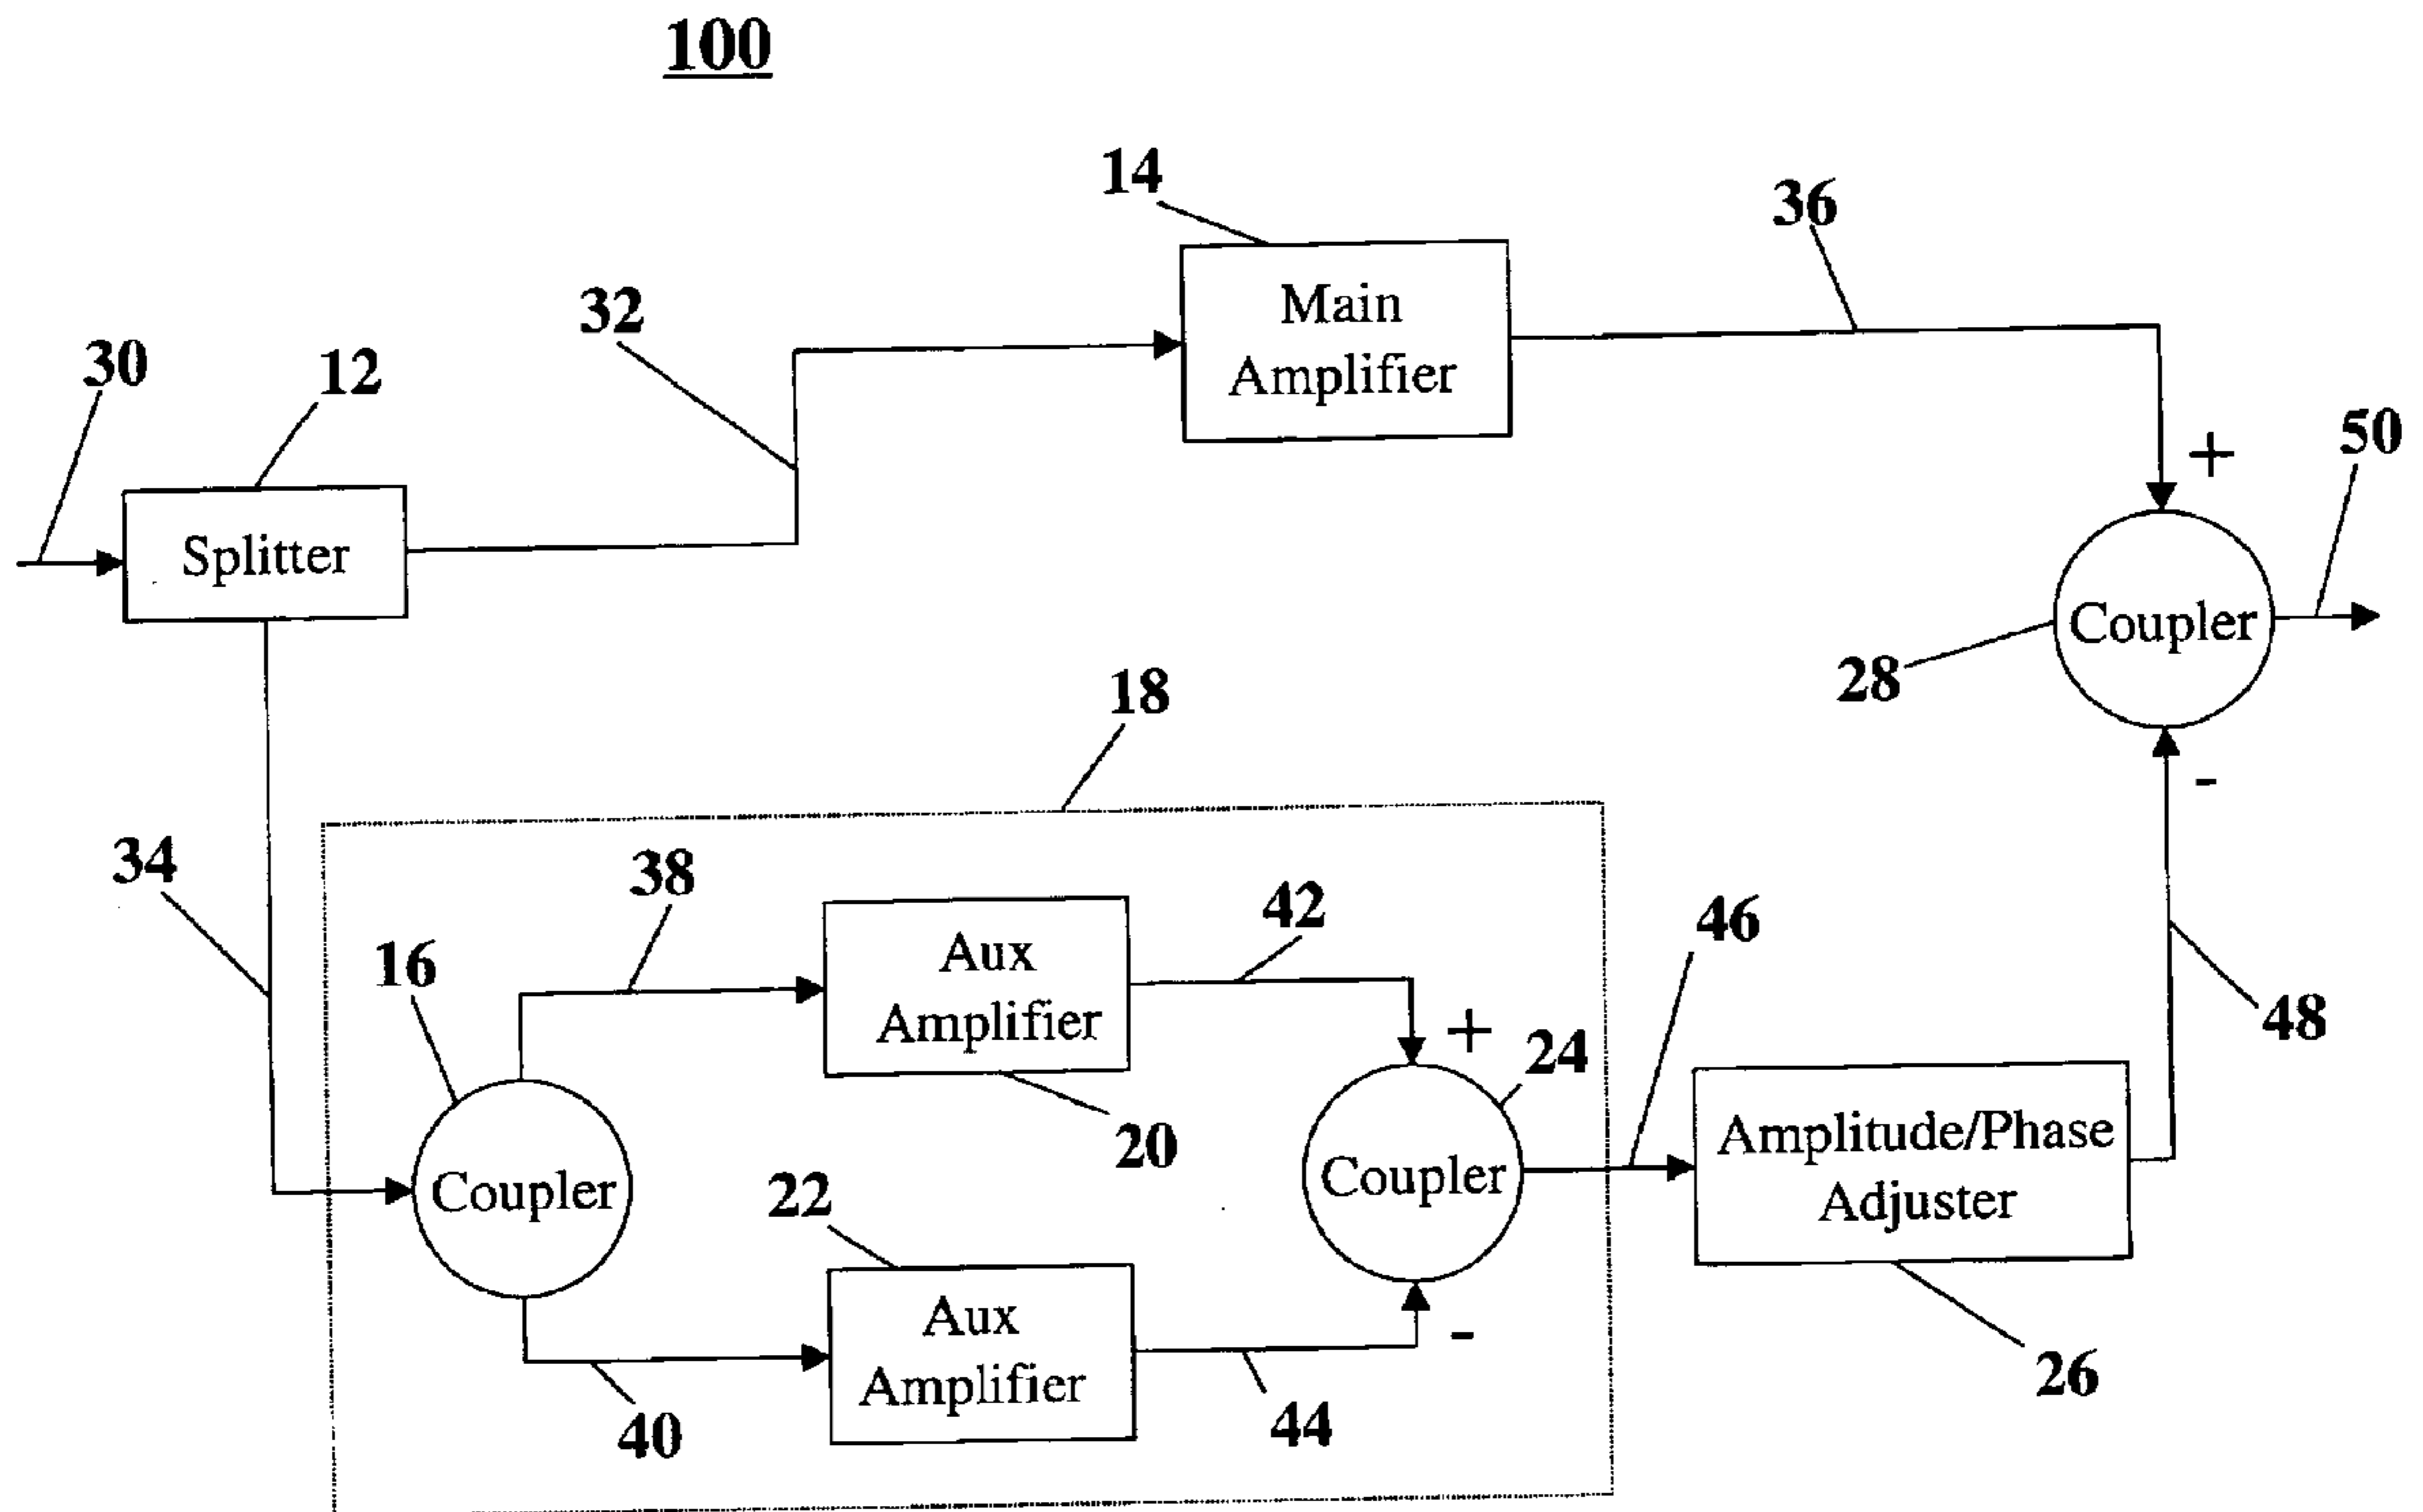 100
14
36
Main
Amplifier
32
30
12
50
+
Splitter
Coupler
28
18
-
34
38
42
46
16
Aux
Amplifier
+
24
48
20
Coupler
Coupler
Amplitude/Phase
Adjuster
22
Aux
Amplifier
-
40
44
26